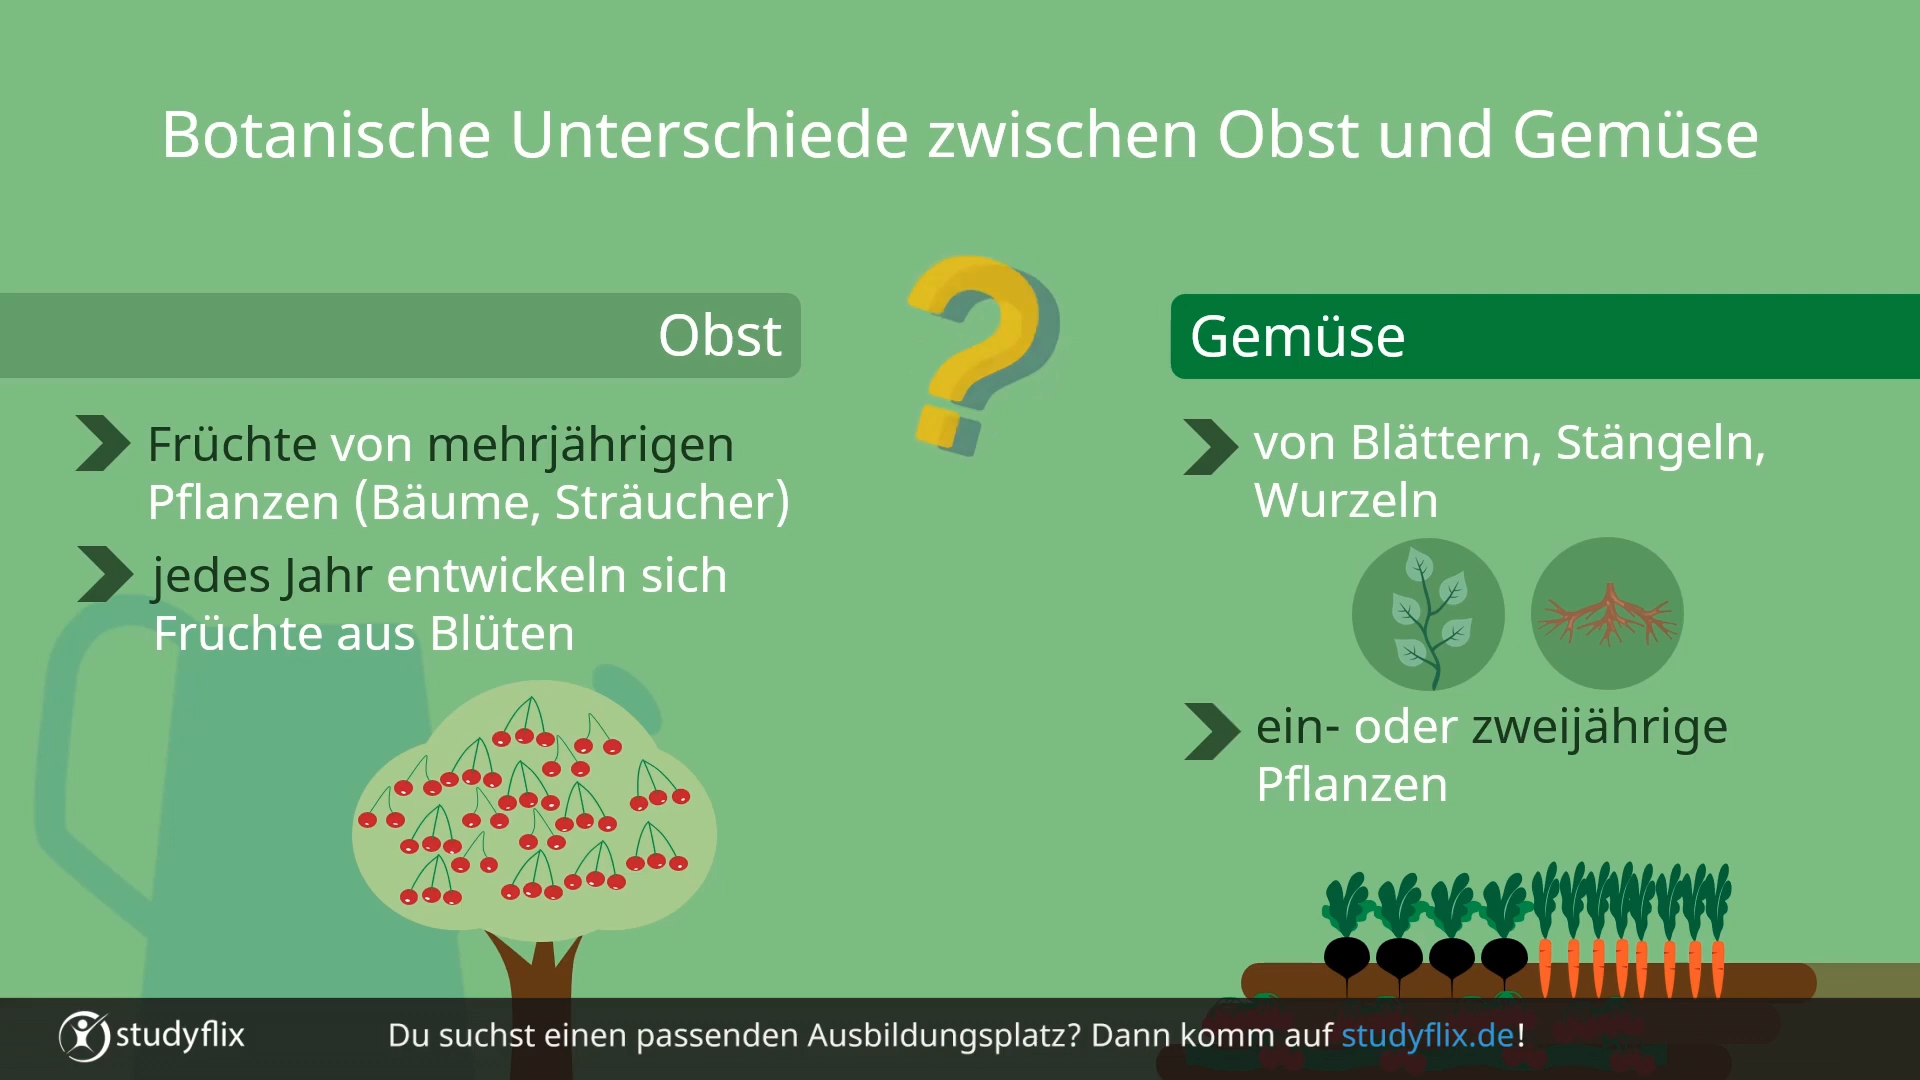 Botanische Unterschiede zwischen Obst und Gemüse
Obst
Früchte von mehrjährigen
Pflanzen (Bäume, Sträucher)
jedes Jahr entwickeln sich
Früchte aus Blüten
Gemüse
von Blättern, Stängeln,
Wurzeln
ein- oder zweijährige
Pflanzen
studyflix
Du suchst einen passenden Ausbildungsplatz? Dann komm auf studyflix.de!